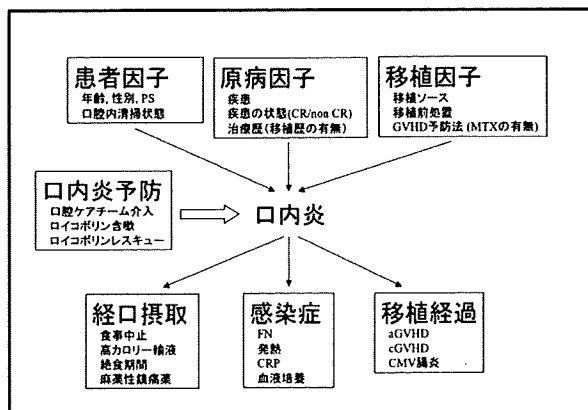 患者因子
年齢, 性別, PS
口腔内清掃状態
原病因子
疾患
疾患の状態(CR/non CR)
治療歴(移植歴の有無)
移植因子
移植ソース
移植前処置
GVHD予防法 (MTXの有無)
口内炎予防
口腔ケアチーム介入
ロイコボリン含嗽
ロイコボリンレスキュー
口内炎
経口摂取
食事中止
高カロリー輸液
絶食期間
麻薬性鎮痛薬
感染症
FN
発熱
CRP
血液培養
移植経過
aGVHD
cGVHD
CMV腸炎